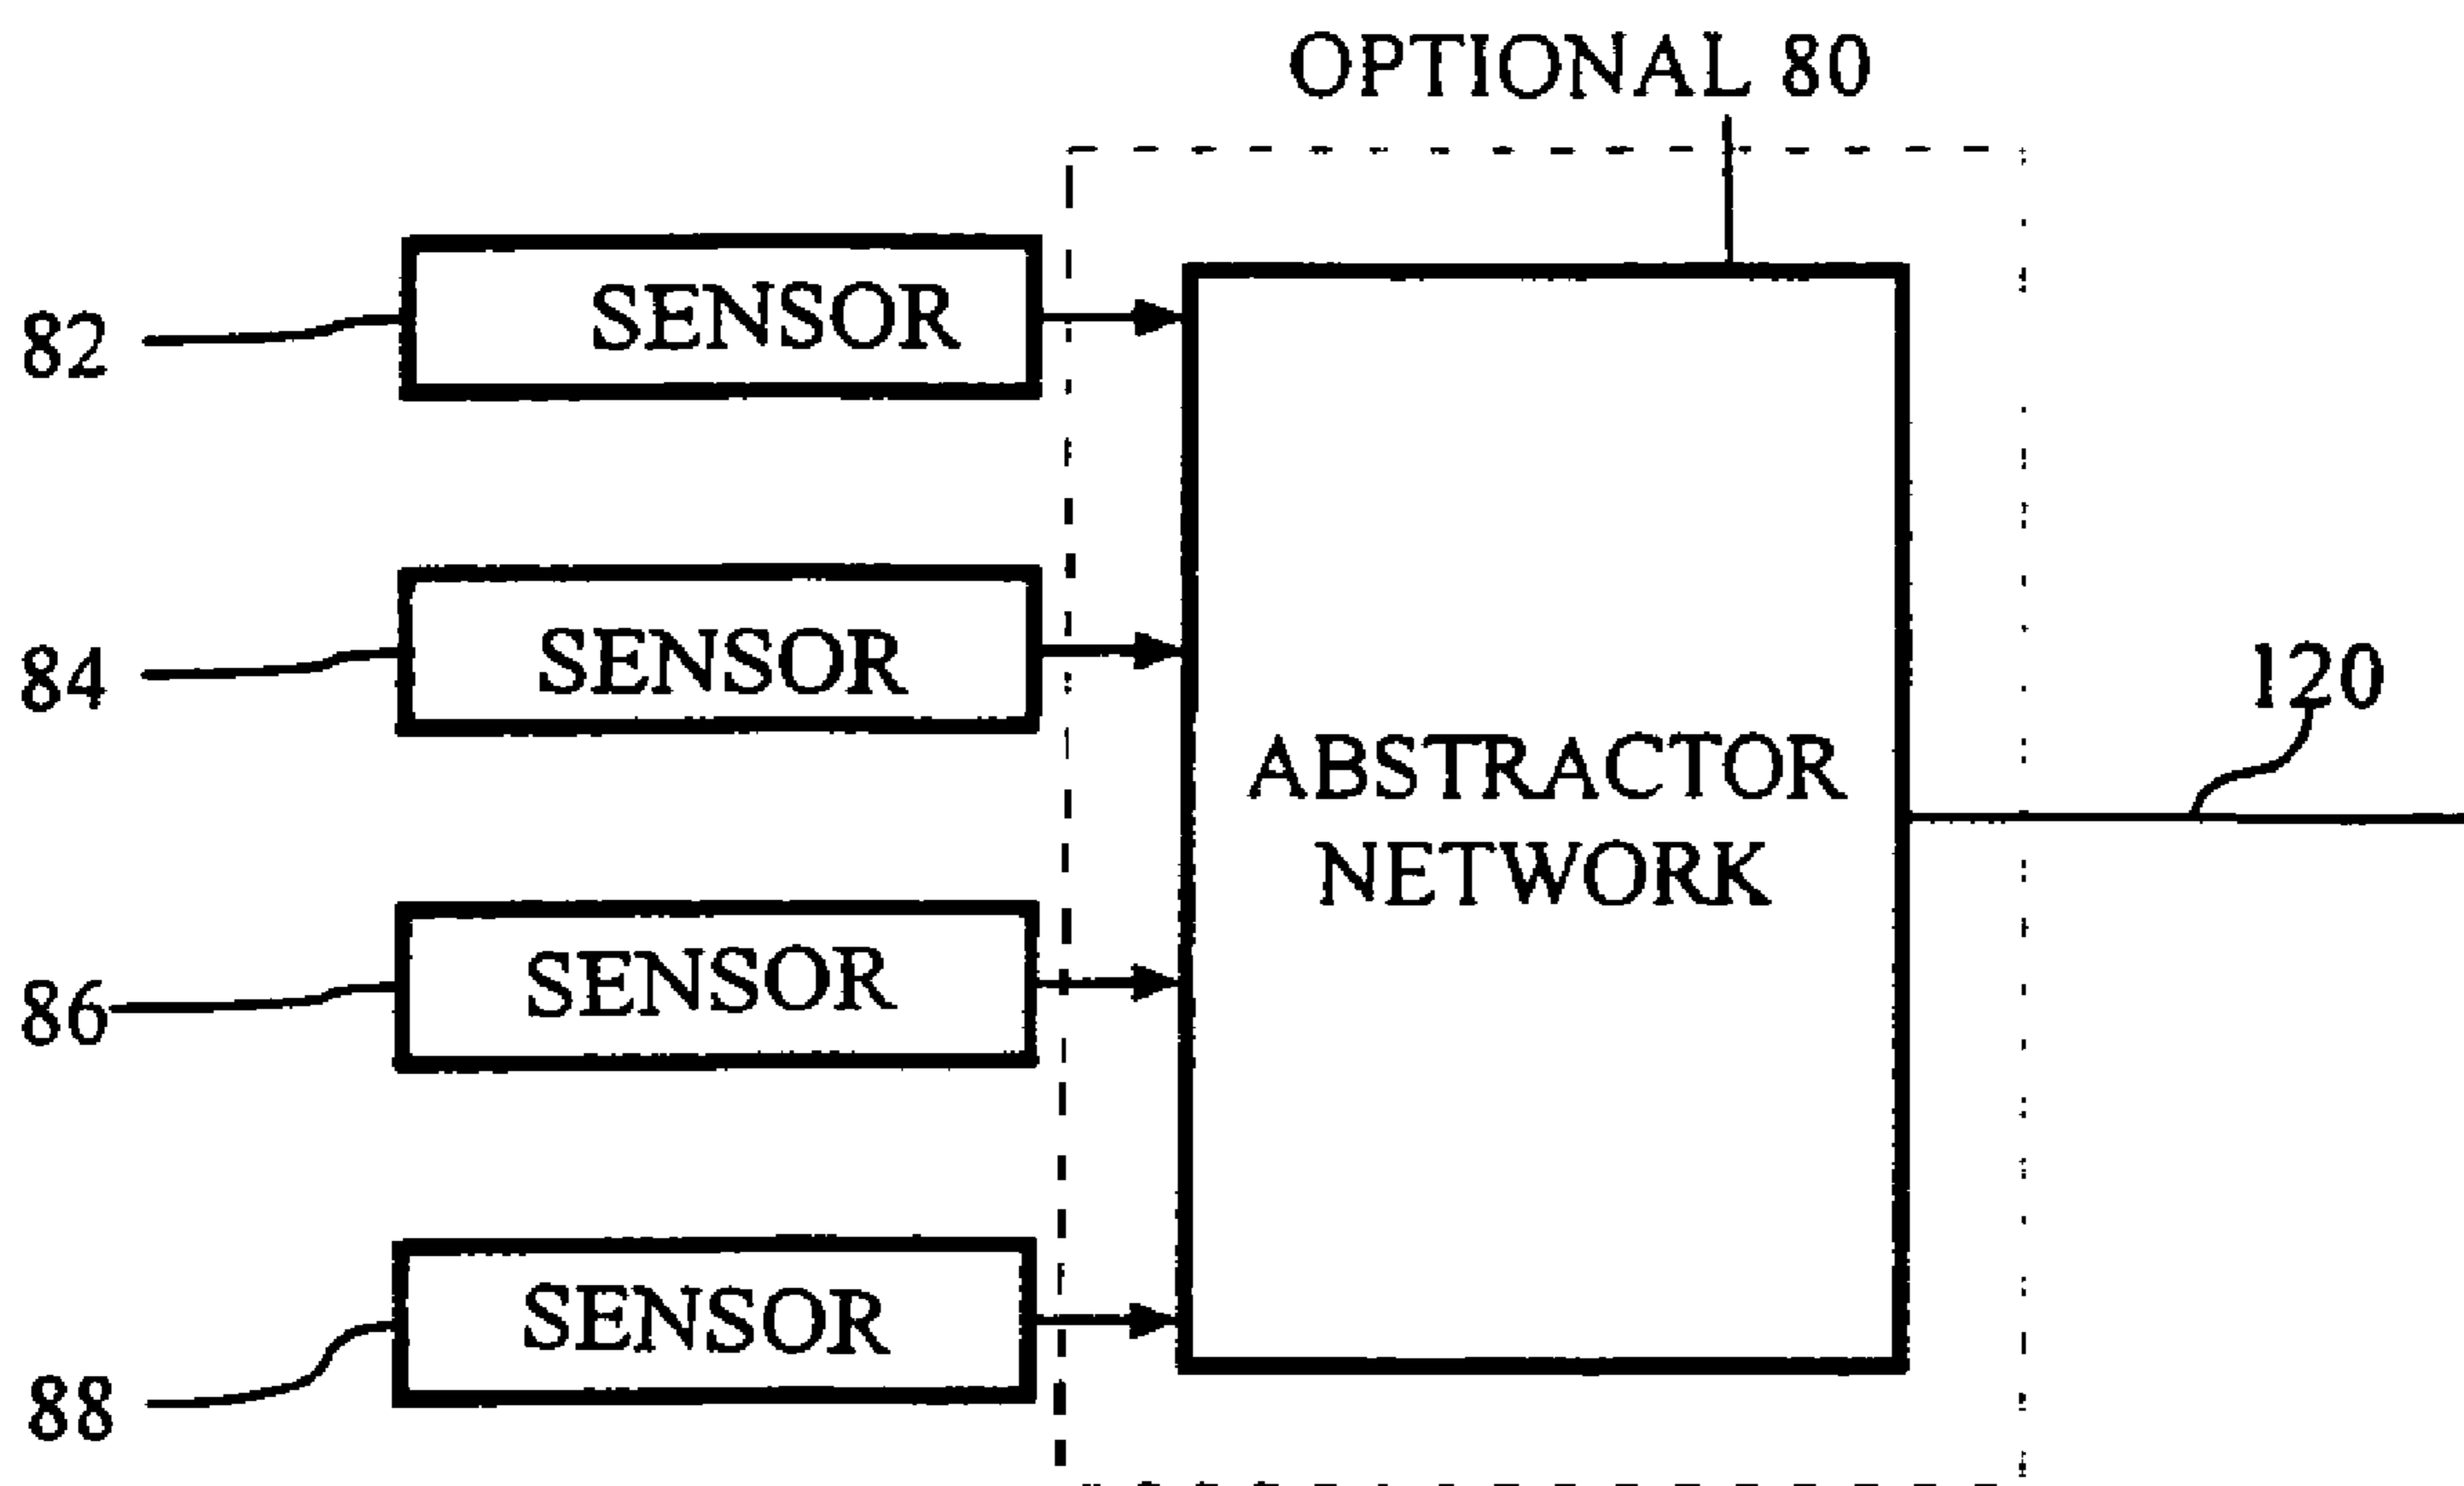 OPTIONAL 80
82
SENSOR
84
SENSOR
120
ABSTRACTOR
NETWORK
86
SENSOR
88
SENSOR